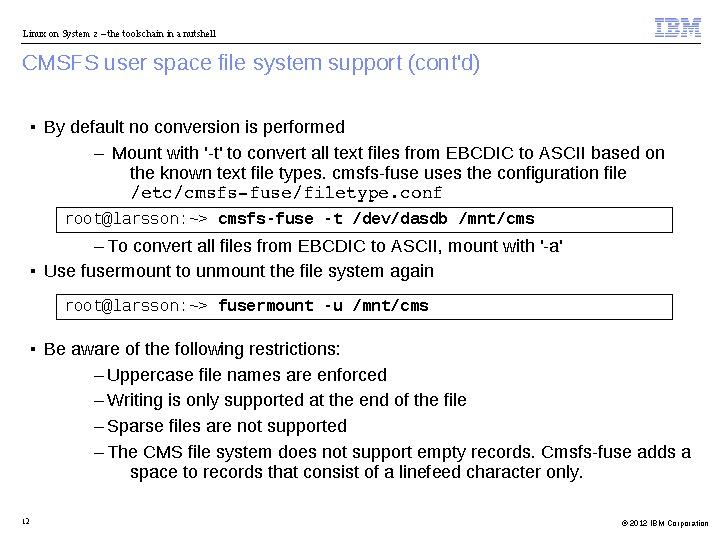 Linux on System z – the toolschain in a nutshell
IBM
CMSFS user space file system support (cont'd)
▪ By default no conversion is performed
– Mount with '-t' to convert all text files from EBCDIC to ASCII based on
the known text file types. cmsfs-fuse uses the configuration file
/etc/cmsfs-fuse/filetype.conf
root@larsson:~> cmsfs-fuse -t /dev/dasdb /mnt/cms
– To convert all files from EBCDIC to ASCII, mount with '-a'
▪ Use fusermount to unmount the file system again
root@larsson:~> fusermount -u /mnt/cms
▪ Be aware of the following restrictions:
– Uppercase file names are enforced
– Writing is only supported at the end of the file
– Sparse files are not supported
– The CMS file system does not support empty records. Cmsfs-fuse adds a
space to records that consist of a linefeed character only.
12
© 2012 IBM Corporation